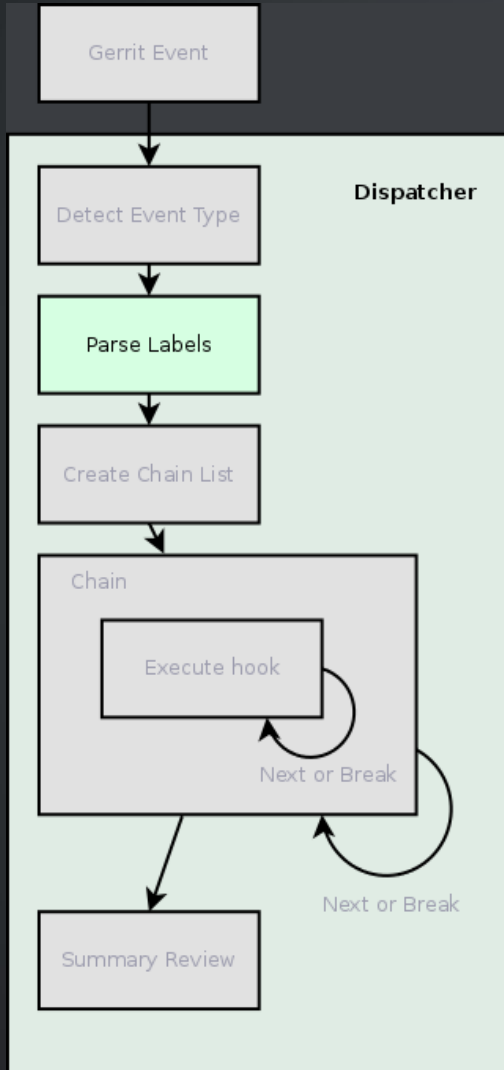 Gerrit Event
Dispatcher
Detect Event Type
Parse Labels
Create Chain List
Chain
Execute hook
Next or Break
Next or Break
Summary Review